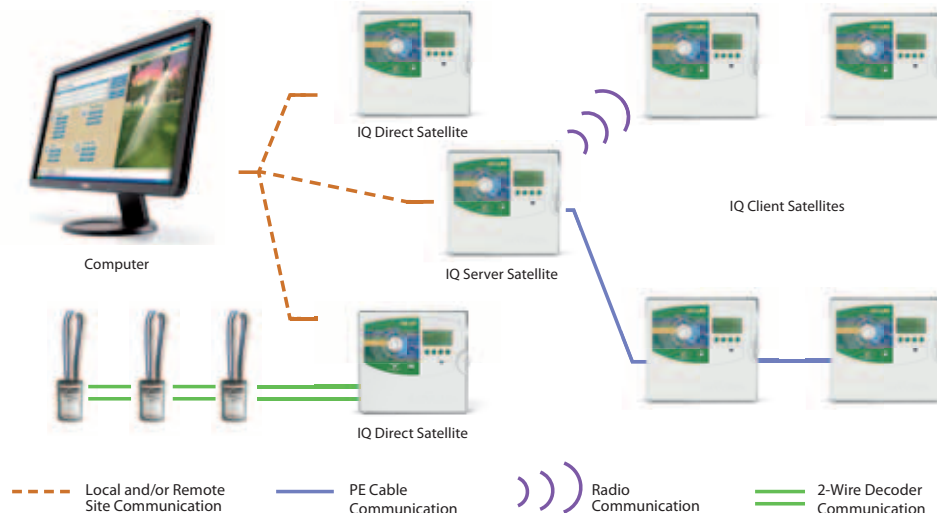 IQ Direct Satellite
IQ Client Satellites
Computer
IQ Server Satellite
IQ Direct Satellite
Local and/or Remote
Site Communication
PE Cable
Communication
Radio
Communication
2-Wire Decoder
Communication